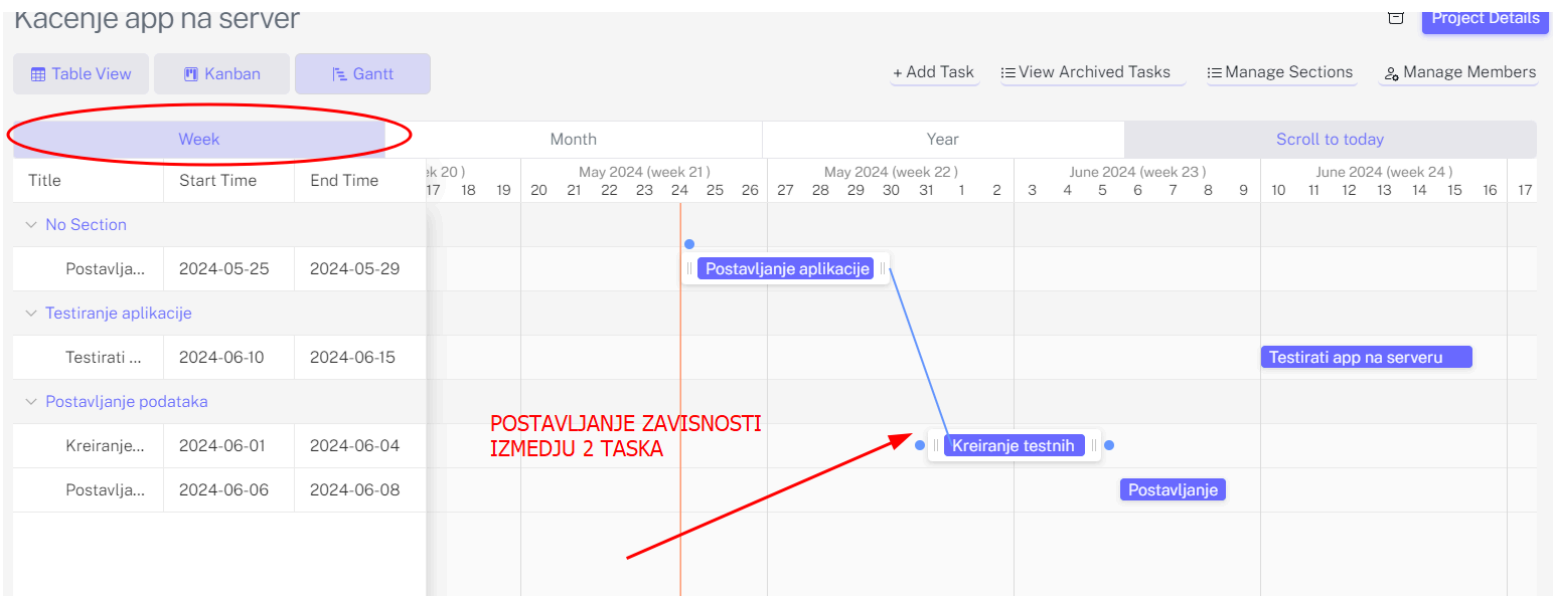 Kačenje app na server
Project Details
Table View Kanban Gantt
+ Add Task View Archived Tasks Manage Sections Manage Members
Week Month Year Scroll to today
Title Start Time End Time
ek 20 ) May 2024 (week 21 ) May 2024 (week 22 ) June 2024 (week 23 ) June 2024 (week 24 )
17 18 19 20 21 22 23 24 25 26 27 28 29 30 31 1 2 3 4 5 6 7 8 9 10 11 12 13 14 15 16 17
No Section
Postavlja... 2024-05-25 2024-05-29 Postavljanje aplikacije
Testiranje aplikacije
Testirati ... 2024-06-10 2024-06-15 Testirati app na serveru
Postavljanje podataka
POSTAVLJANJE ZAVISNOSTI
IZMEDJU 2 TASKA
Kreiranje... 2024-06-01 2024-06-04 Kreiranje testnih
Postavlja... 2024-06-06 2024-06-08 Postavljanje